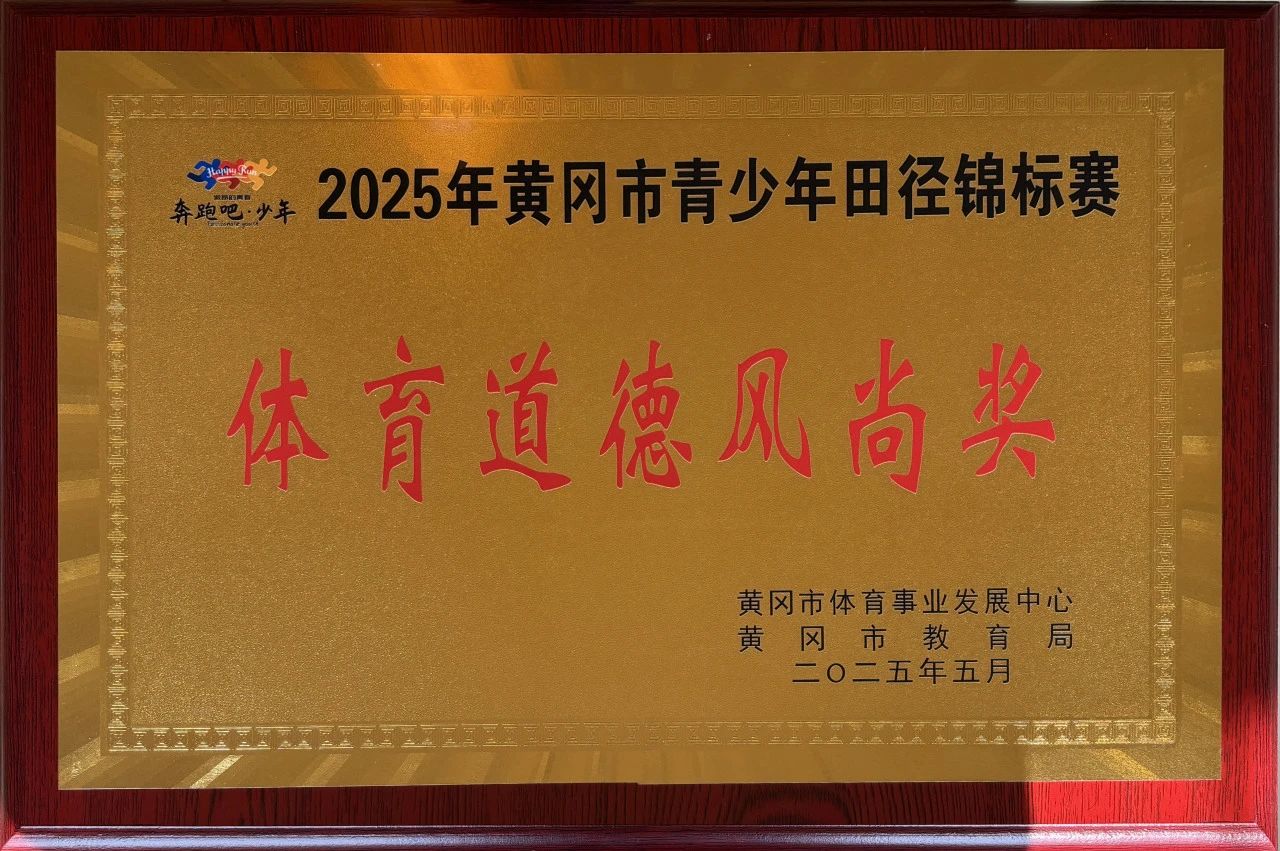 Happy Run
奔跑吧·少年
2025年黄冈市青少年田径锦标赛
体育道德风尚奖
黄冈市体育事业发展中心
黄冈市教育局
二〇二五年五月